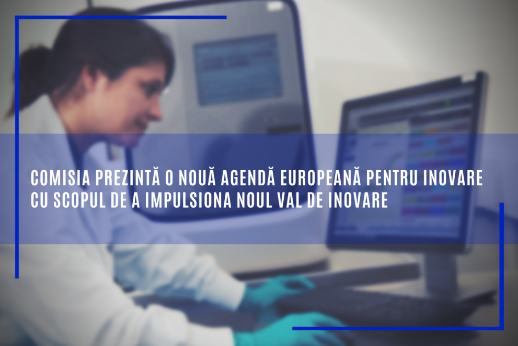 COMISIA PREZINTĂ O NOUĂ AGENDĂ EUROPEANĂ PENTRU INOVARE
CU SCOPUL DE A IMPULSIONA NOUL VAL DE INOVARE